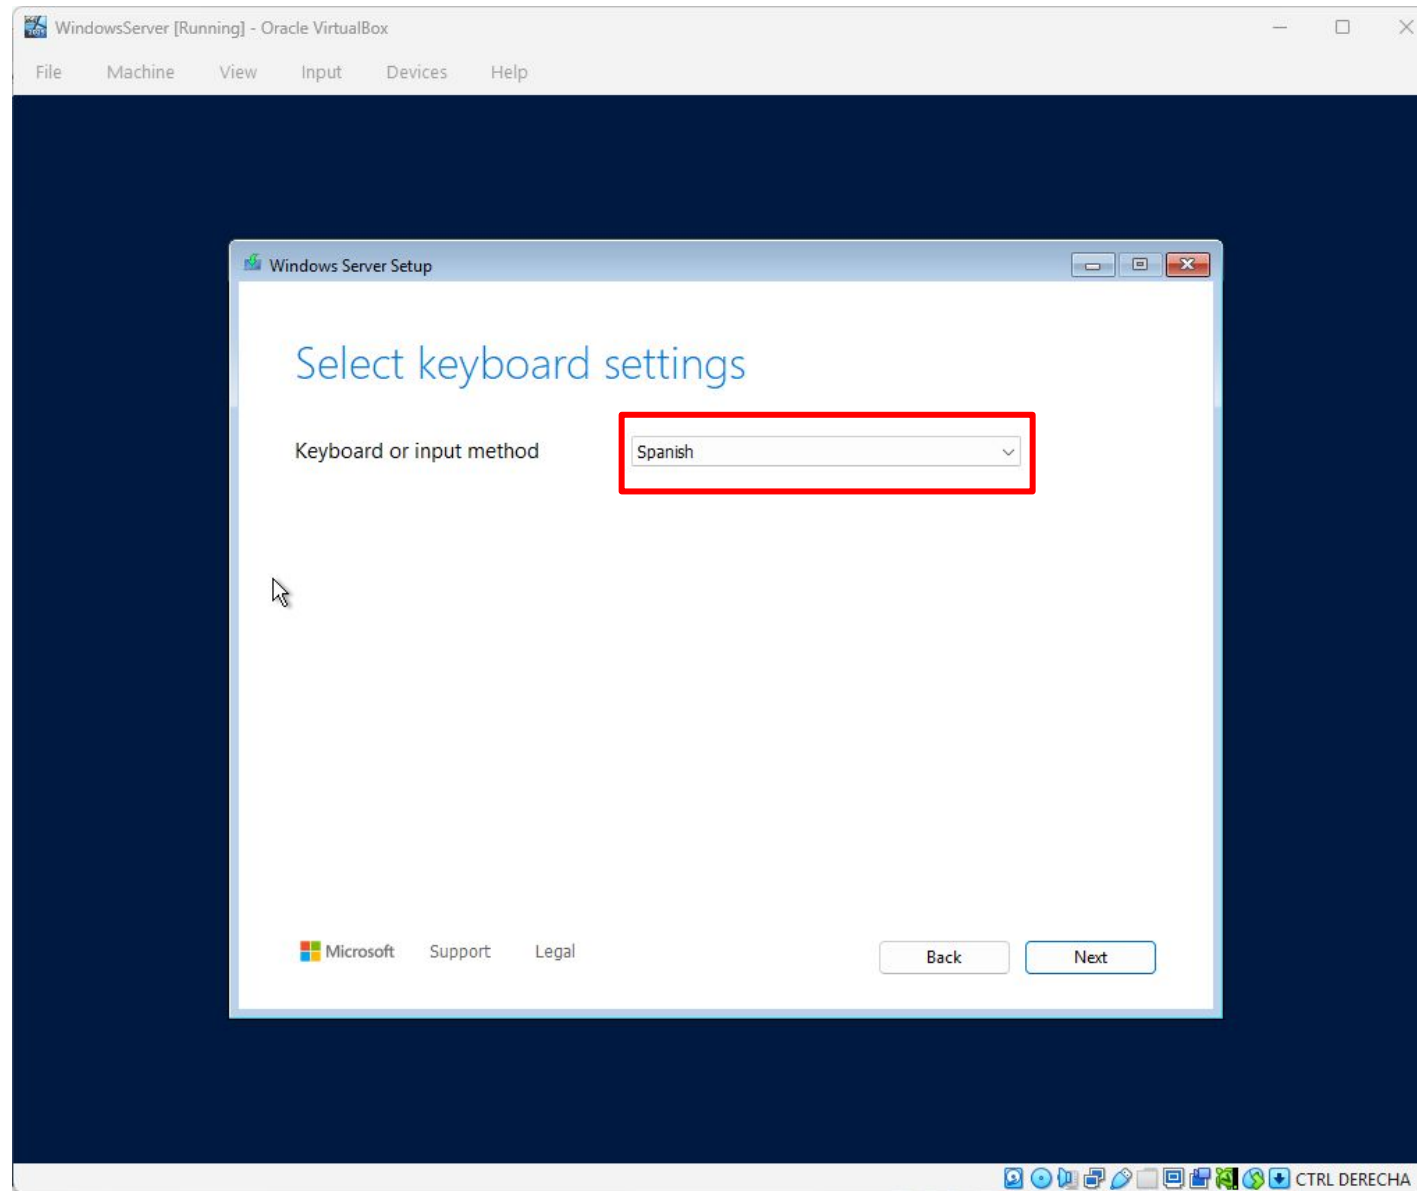 WindowsServer [Running] - Oracle VirtualBox
File Machine View Input Devices Help
Windows Server Setup
Select keyboard settings
Keyboard or input method Spanish
Microsoft Support Legal Back Next
CTRL DERECHA